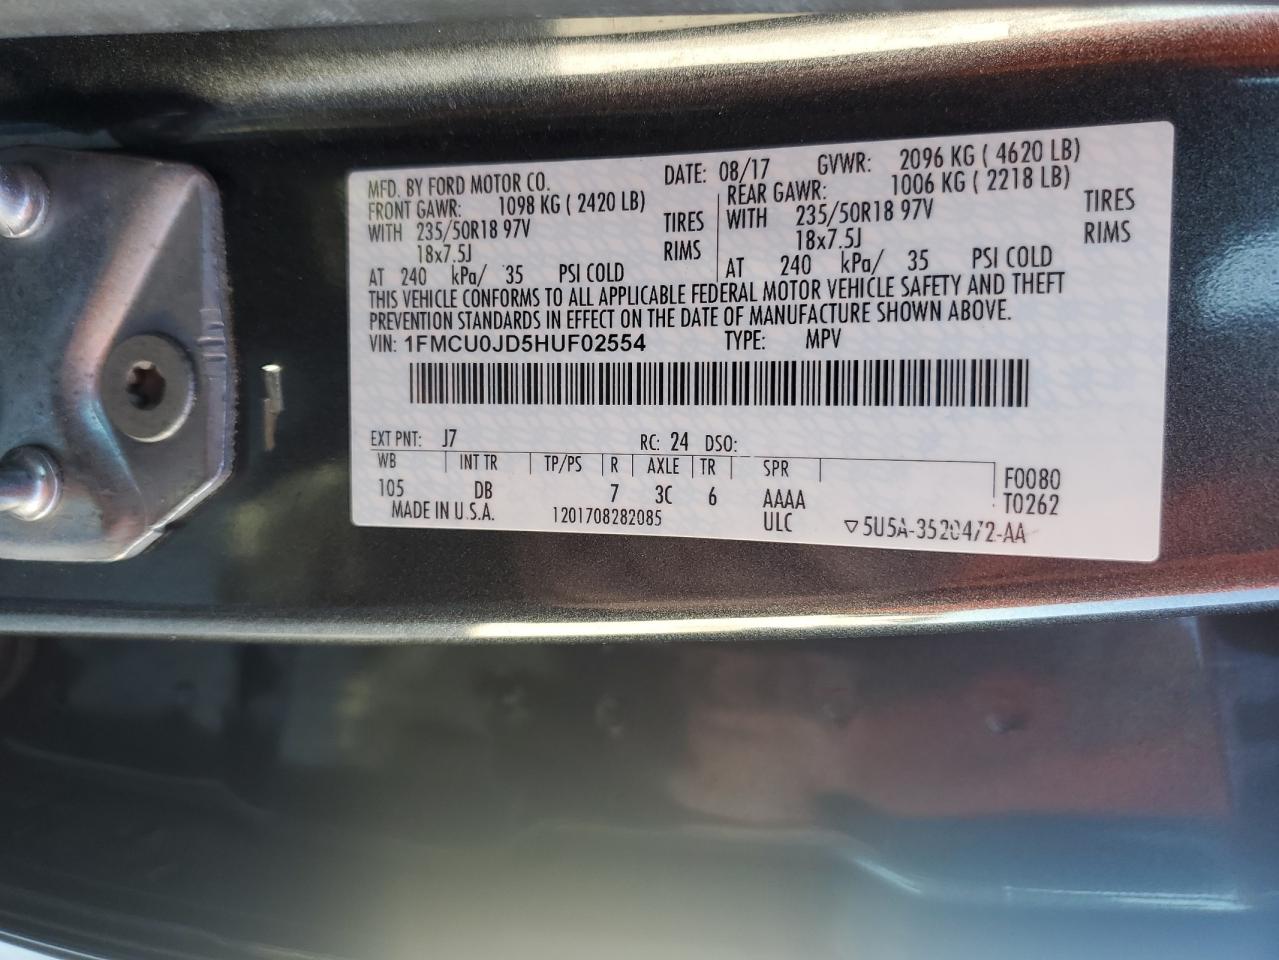 MFD. BY FORD MOTOR CO. DATE: 08/17 GVWR: 2096 KG ( 4620 LB)
FRONT GAWR: 1098 KG ( 2420 LB) REAR GAWR: 1006 KG ( 2218 LB)
WITH 235/50R18 97V TIRES WITH 235/50R18 97V TIRES
18x7.5J RIMS 18x7.5J RIMS
AT 240 kPa/ 35 PSI COLD AT 240 kPa/ 35 PSI COLD
THIS VEHICLE CONFORMS TO ALL APPLICABLE FEDERAL MOTOR VEHICLE SAFETY AND THEFT
PREVENTION STANDARDS IN EFFECT ON THE DATE OF MANUFACTURE SHOWN ABOVE.
VIN: 1FMCU0JD5HUF02554 TYPE: MPV
EXT PNT: J7 RC: 24 DSO:
WB INT TR TP/PS R AXLE TR SPR F0080
105 DB 7 3C 6 AAAA T0262
MADE IN U.S.A. 1201708282085 ULC